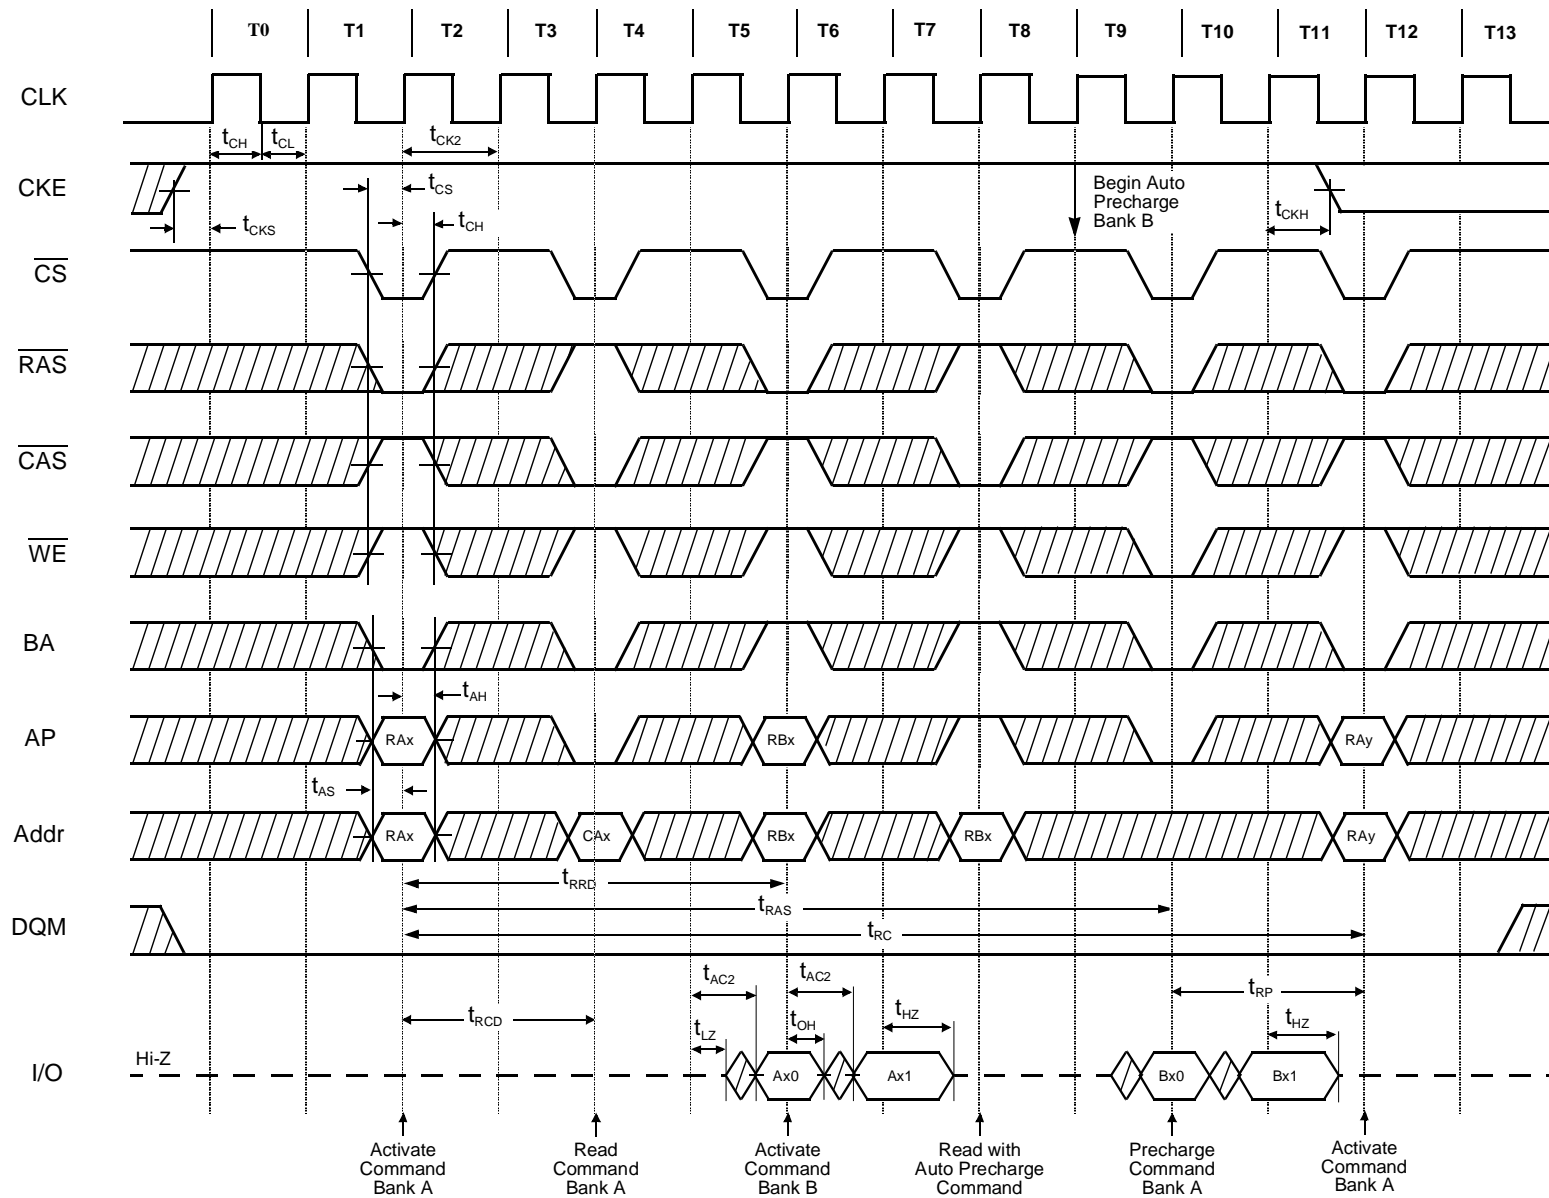 T0 T1 T2 T3 T4 T5 T6 T7 T8 T9 T10 T11 T12 T13
CLK
tCH tCL tCK2
CKE
tCS
Begin Auto
Precharge
Bank B
tCKS
tCH
tCKH
CS
RAS
CAS
WE
BA
tAH
AP
RAx RBx RAy
tAS
Addr
RAx CAx RBx RBx RAy
tRRD
tRAS
DQM
tRC
tAC2 tAC2
tRP
tRCD
tLZ tOH tHZ tHZ
Hi-Z
I/O
Ax0 Ax1 Bx0 Bx1
Activate
Command
Bank A
Read
Command
Bank A
Activate
Command
Bank B
Read with
Auto Precharge
Command
Precharge
Command
Bank A
Activate
Command
Bank A